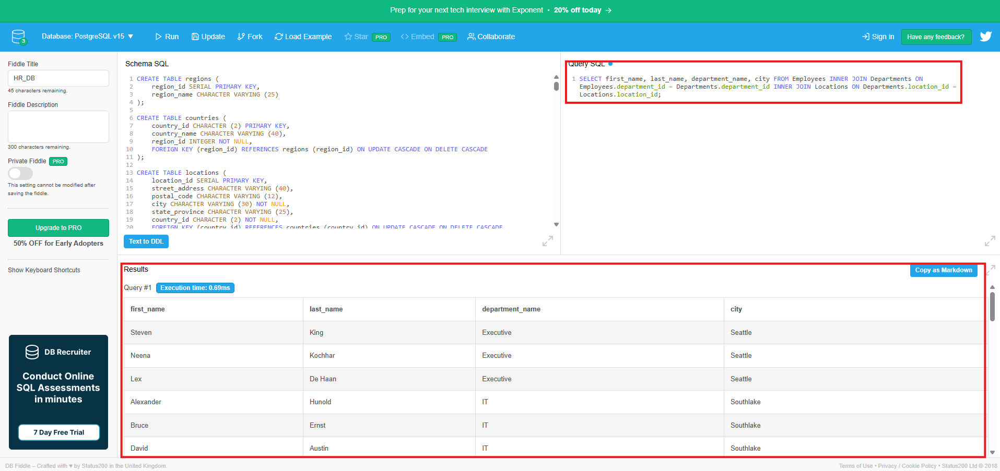 Prep for your next tech interview with Exponent • 20% off today →
3
Database: PostgreSQL v15 ▼
Run
Update
Fork
Load Example
Star PRO
Embed PRO
Collaborate
Sign in
Have any feedback?
Fiddle Title
HR_DB
45 characters remaining.
Fiddle Description
300 characters remaining.
Private Fiddle PRO
This setting cannot be modified after
saving the fiddle.
Upgrade to PRO
50% OFF for Early Adopters
Show Keyboard Shortcuts
DB Recruiter
Conduct Online
SQL Assessments
in minutes
7 Day Free Trial
Schema SQL
1 CREATE TABLE regions (
2     region_id SERIAL PRIMARY KEY,
3     region_name CHARACTER VARYING (25)
4 );
5
6 CREATE TABLE countries (
7     country_id CHARACTER (2) PRIMARY KEY,
8     country_name CHARACTER VARYING (40),
9     region_id INTEGER NOT NULL,
10     FOREIGN KEY (region_id) REFERENCES regions (region_id) ON UPDATE CASCADE ON DELETE CASCADE
11 );
12
13 CREATE TABLE locations (
14     location_id SERIAL PRIMARY KEY,
15     street_address CHARACTER VARYING (40),
16     postal_code CHARACTER VARYING (12),
17     city CHARACTER VARYING (30) NOT NULL,
18     state_province CHARACTER VARYING (25),
19     country_id CHARACTER (2) NOT NULL,
20     FOREIGN KEY (country_id) REFERENCES countries (country_id) ON UPDATE CASCADE ON DELETE CASCADE
Text to DDL
Query SQL
1 SELECT first_name, last_name, department_name, city FROM Employees INNER JOIN Departments ON
Employees.department_id = Departments.department_id INNER JOIN Locations ON Departments.location_id =
Locations.location_id;
Results
Copy as Markdown
Query #1 Execution time: 0.69ms
first_name last_name department_name city
Steven King Executive Seattle
Neena Kochhar Executive Seattle
Lex De Haan Executive Seattle
Alexander Hunold IT Southlake
Bruce Ernst IT Southlake
David Austin IT Southlake
DB Fiddle – Crafted with ♥ by Status200 in the United Kingdom.
Terms of Use • Privacy / Cookie Policy • Status200 Ltd © 2018